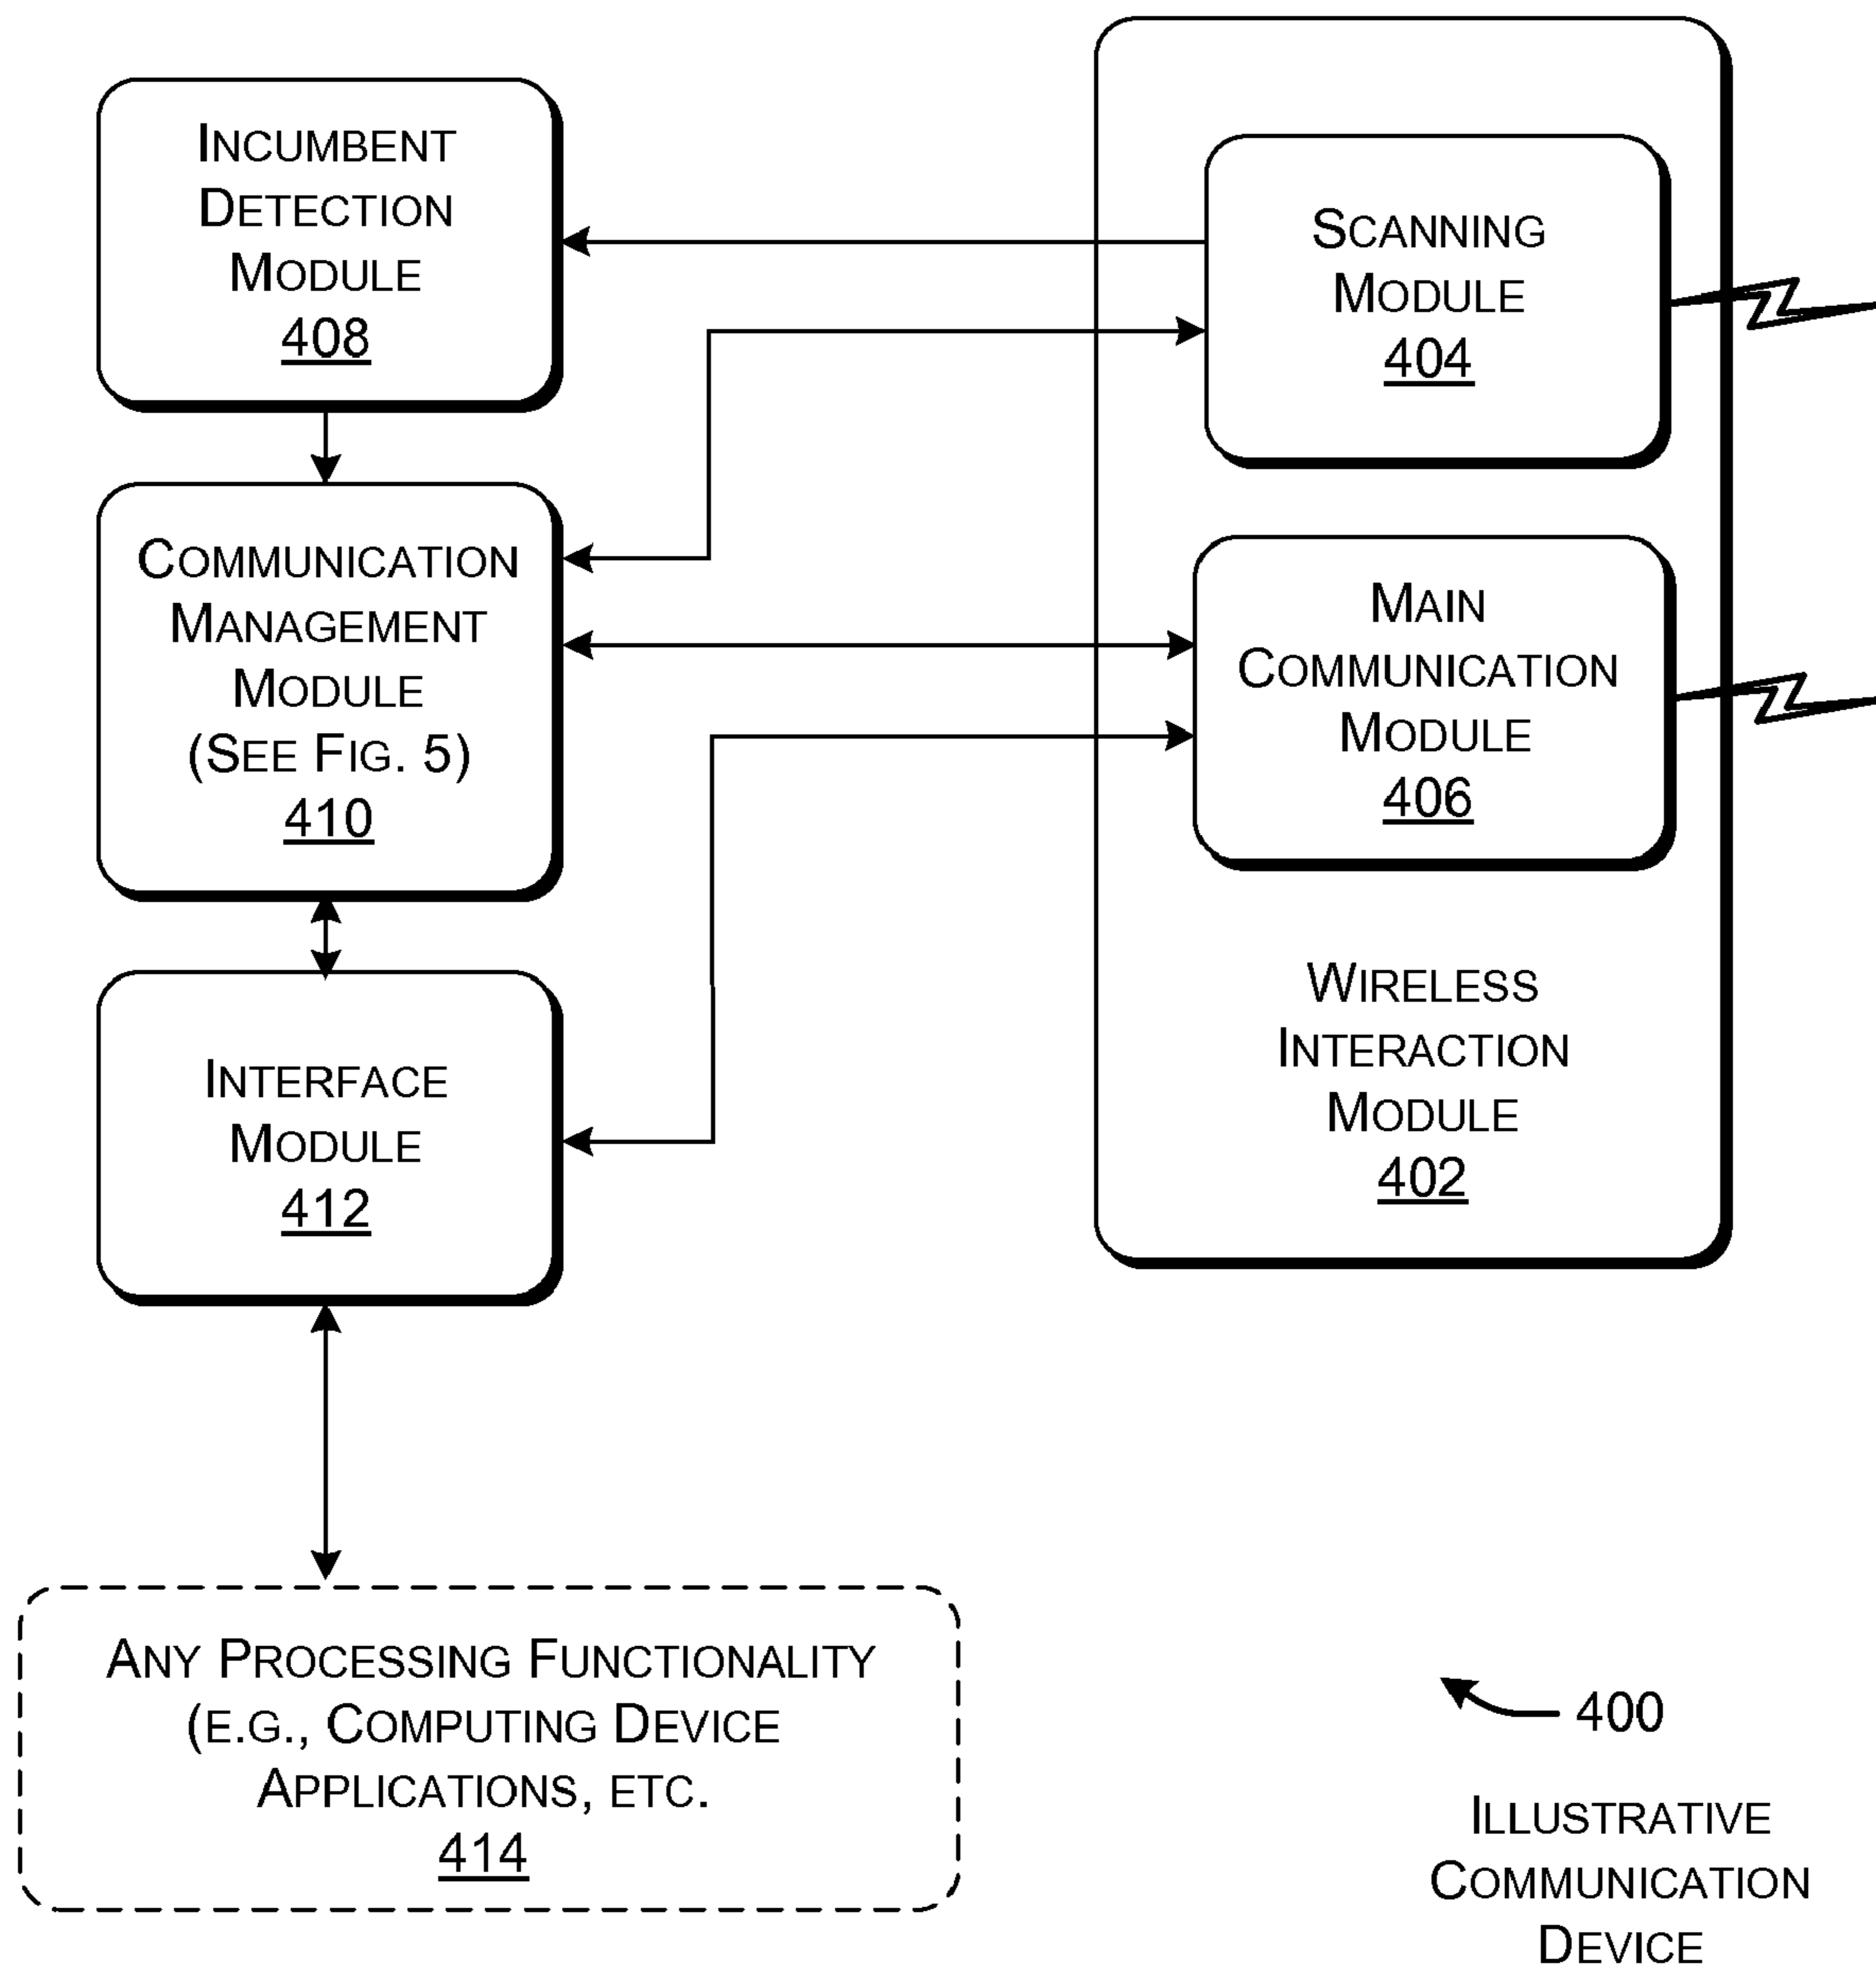 INCUMBENT
DETECTION
MODULE
408
COMMUNICATION
MANAGEMENT
MODULE
(SEE FIG. 5)
410
INTERFACE
MODULE
412
ANY PROCESSING FUNCTIONALITY
(E.G., COMPUTING DEVICE
APPLICATIONS, ETC.
414
SCANNING
MODULE
404
MAIN
COMMUNICATION
MODULE
406
WIRELESS
INTERACTION
MODULE
402
400
ILLUSTRATIVE
COMMUNICATION
DEVICE